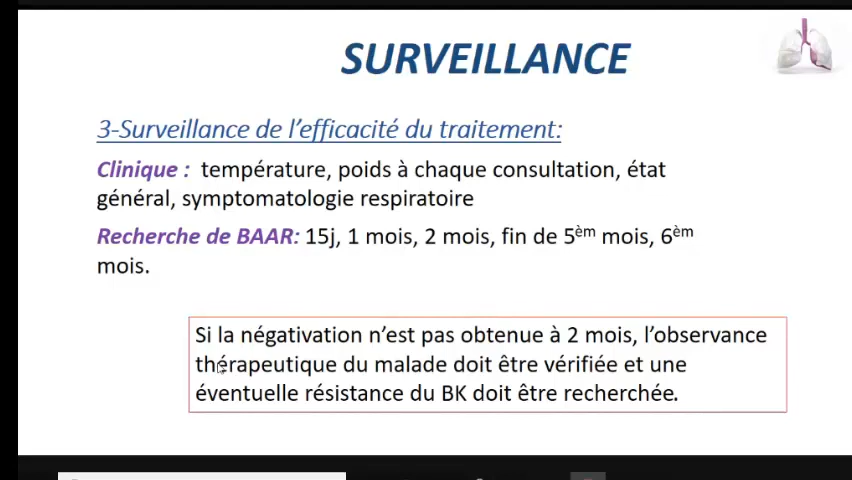 SURVEILLANCE
3-Surveillance de l’efficacité du traitement:
Clinique : température, poids à chaque consultation, état
général, symptomatologie respiratoire
Recherche de BAAR: 15j, 1 mois, 2 mois, fin de 5èm mois, 6èm
mois.
Si la négativation n’est pas obtenue à 2 mois, l’observance
thérapeutique du malade doit être vérifiée et une
éventuelle résistance du BK doit être recherchée.